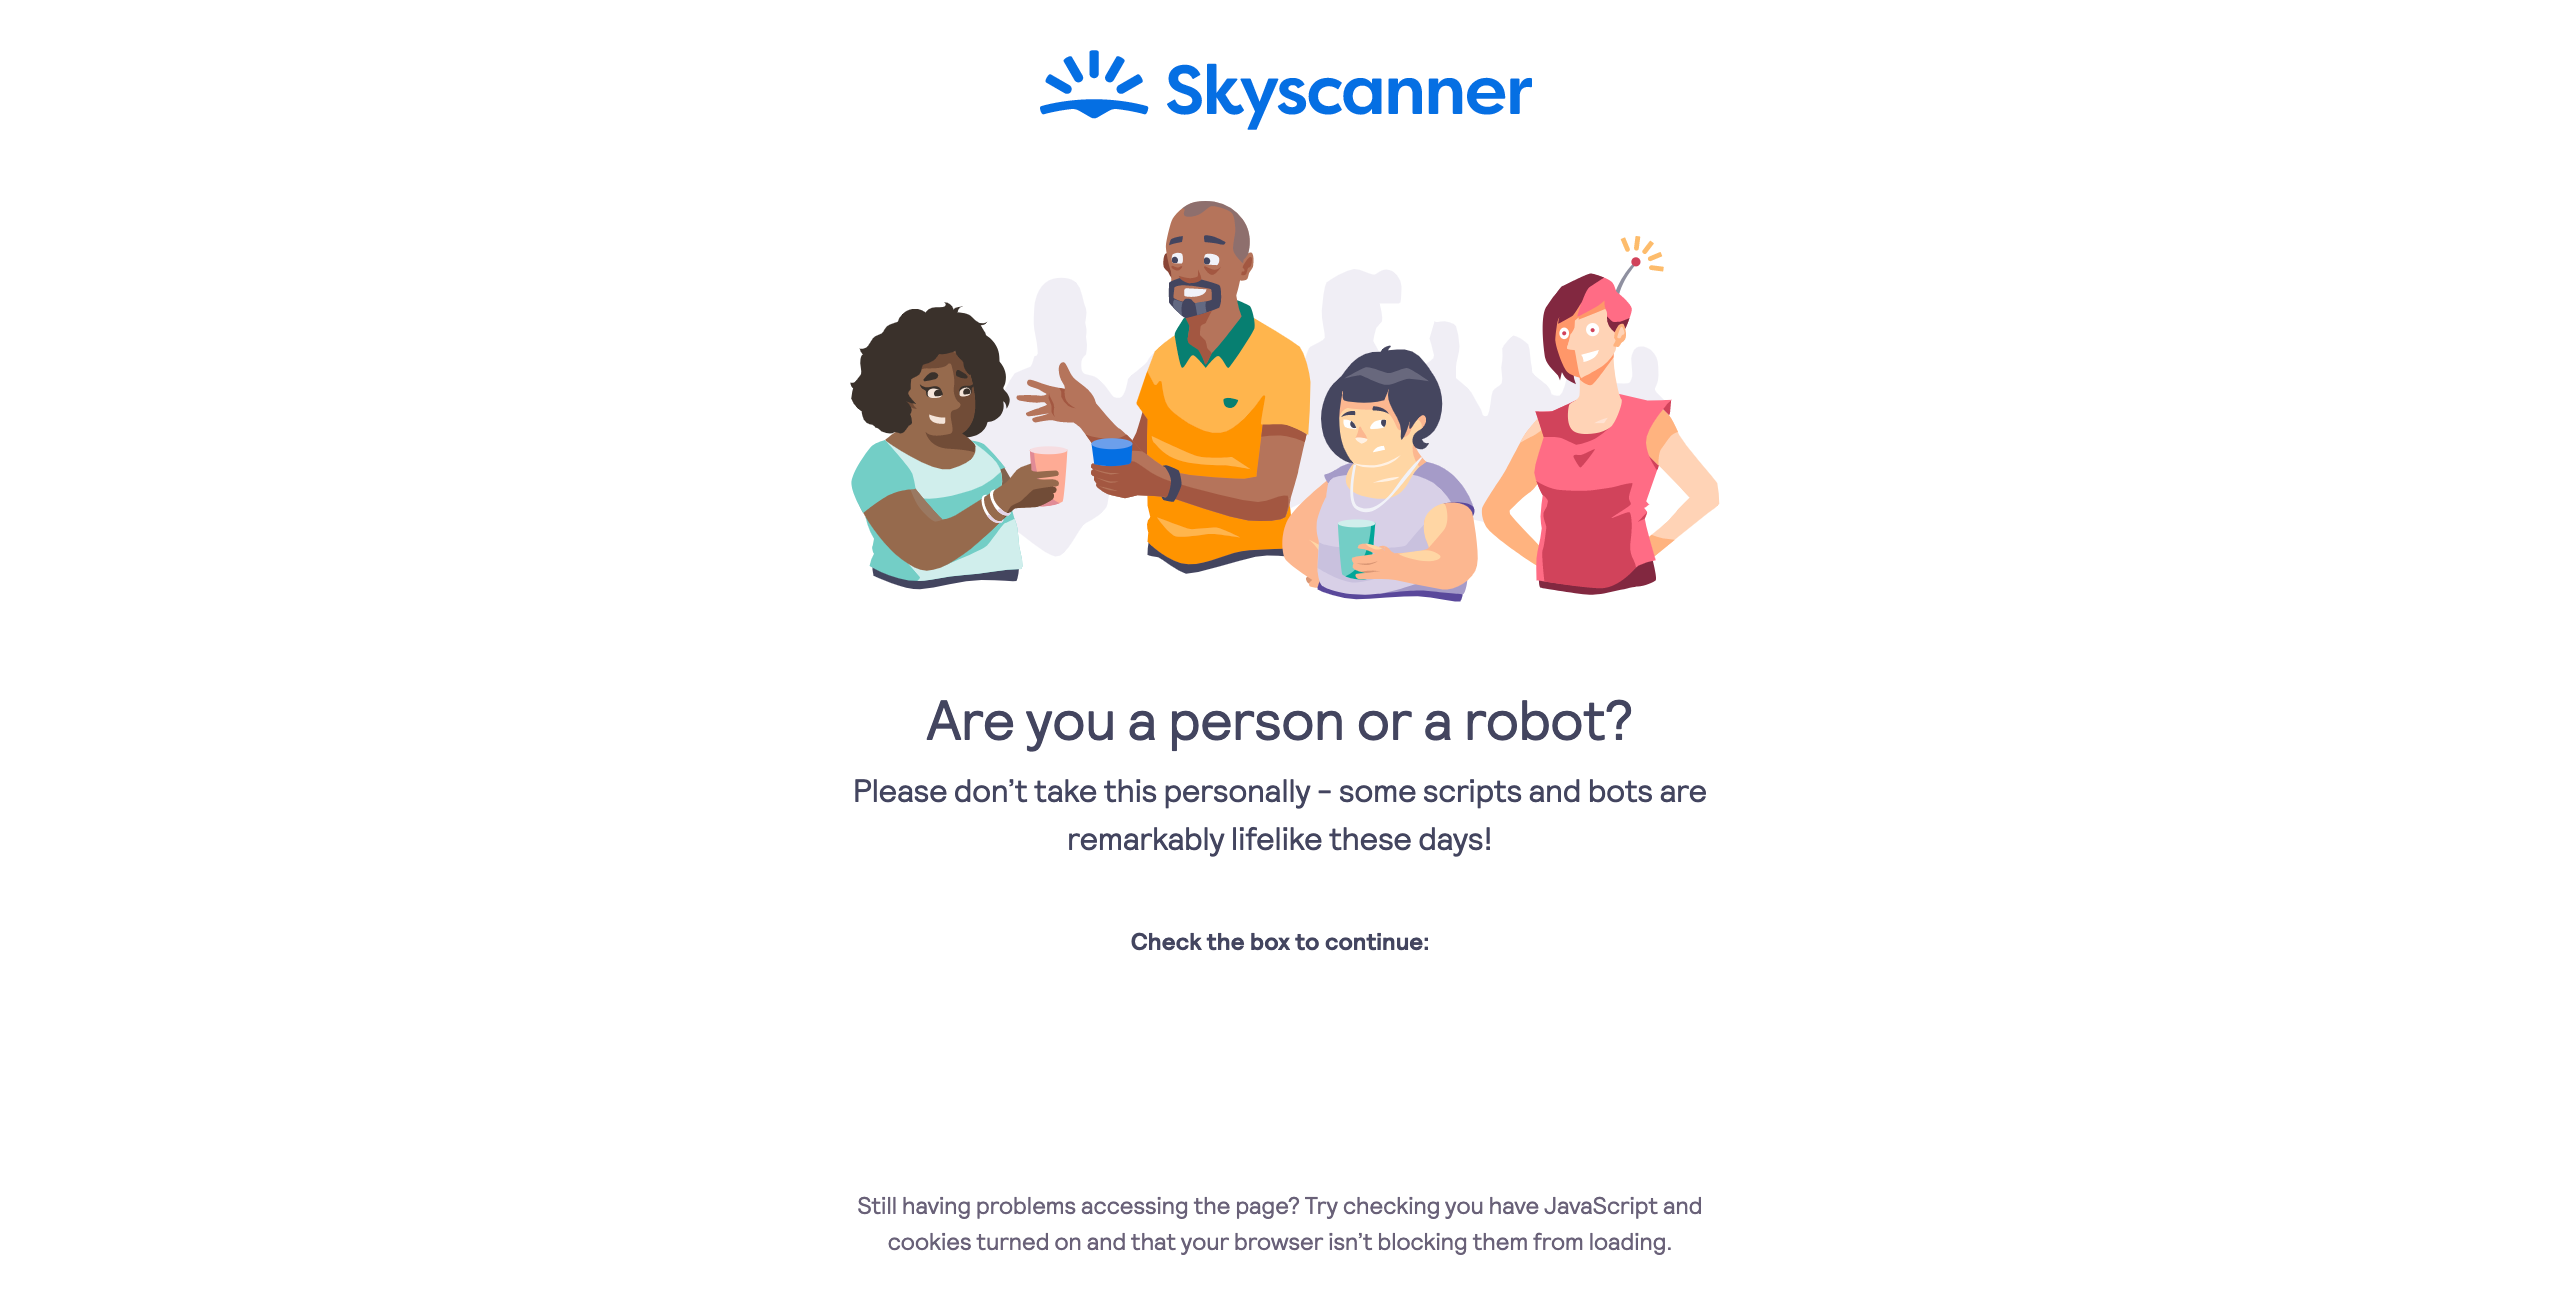 Skyscanner
Are you a person or a robot?
Please don’t take this personally - some scripts and bots are
remarkably lifelike these days!
Check the box to continue:
Still having problems accessing the page? Try checking you have JavaScript and
cookies turned on and that your browser isn’t blocking them from loading.